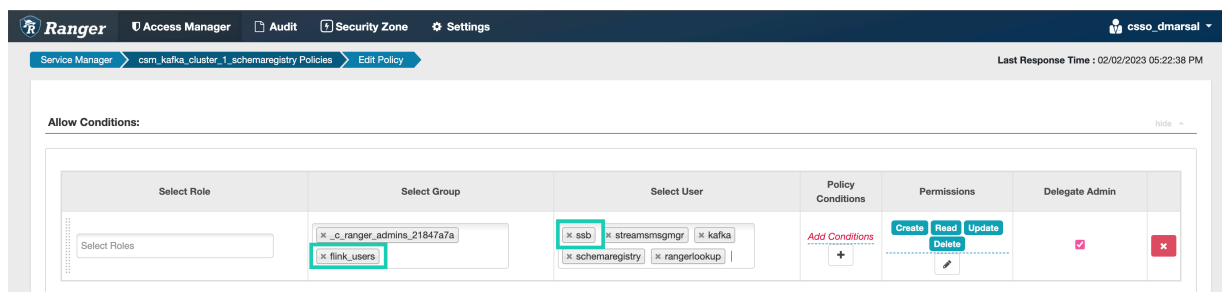 Ranger Access Manager Audit Security Zone Settings csso_dmarsal
Service Manager csm_kafka_cluster_1_schemaregistry Policies Edit Policy Last Response Time : 02/02/2023 05:22:38 PM
Allow Conditions: hide
Select Role Select Group Select User Policy Conditions Permissions Delegate Admin
Select Roles
× _c_ranger_admins_21847a7a
× flink_users
× ssb × streamsmsgmgr × kafka
× schemaregistry × rangerlookup
Add Conditions
+
Create Read Update
Delete
×